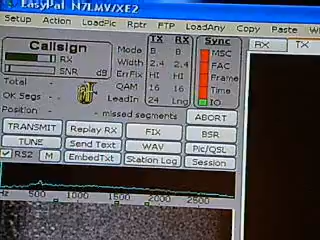 EasyPal N7LMV/XE2
Setup Action LoadPic Rptr FTP LoadAny Copy Paste
Callsign
RX
SNR dB
TX RX
Mode B B
Width 2.4 2.4
ErrFix HI HI
QAM 16 16
LeadIn 24 Lng
Sync
MSC
FAC
Frame
Time
IO
RX TX
Total -
OK Segs -
Position -
- missed segments -
ABORT
TRANSMIT Replay RX FIX BSR
TUNE Send Text WAV Pic/QSL
RS2 M EmbedTxt Station Log Session
Hz 500 1000 1500 2000 2500